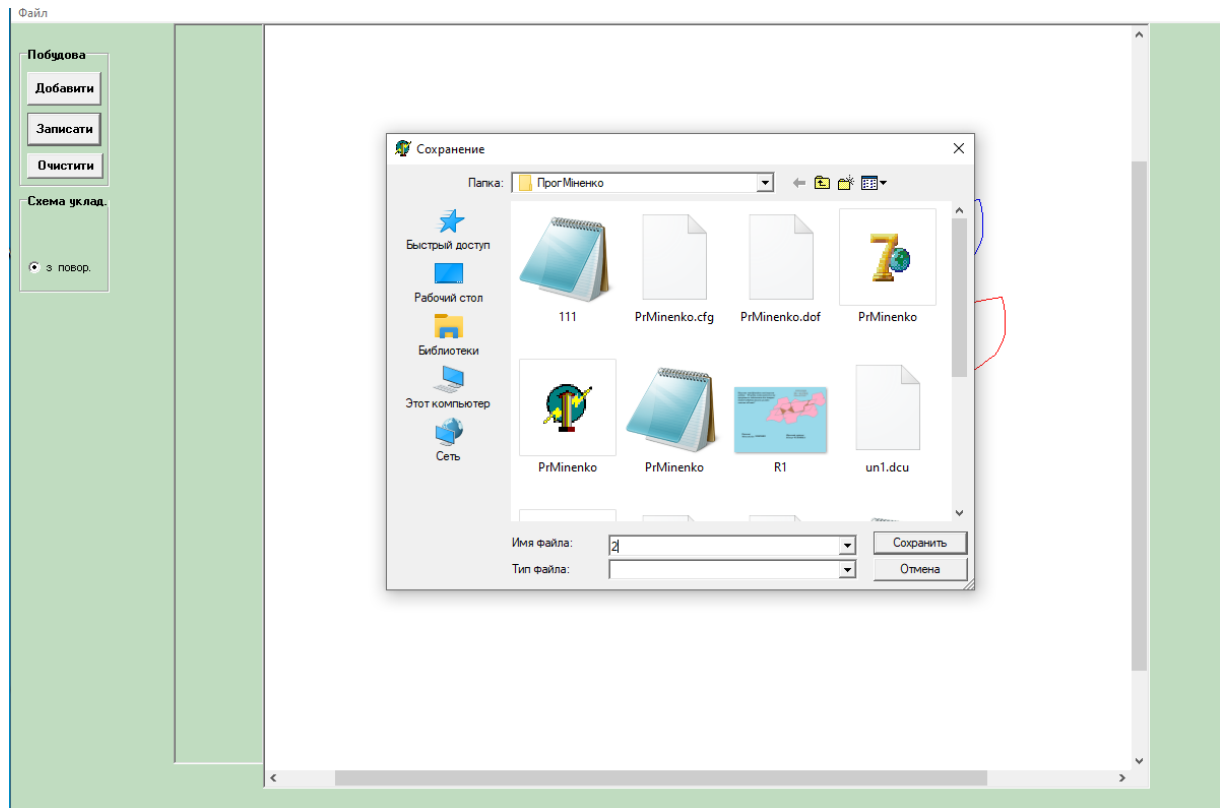 Файл
Побудова
Добавити
Записати
Очистити
Схема уклад.
з повор.
Сохранение
Папка:
ПрогМіненко
Быстрый доступ
Рабочий стол
Библиотеки
Этот компьютер
Сеть
111
PrMinenko.cfg
PrMinenko.dof
PrMinenko
PrMinenko
PrMinenko
R1
un1.dcu
Имя файла:
2
Сохранить
Тип файла:
Отмена